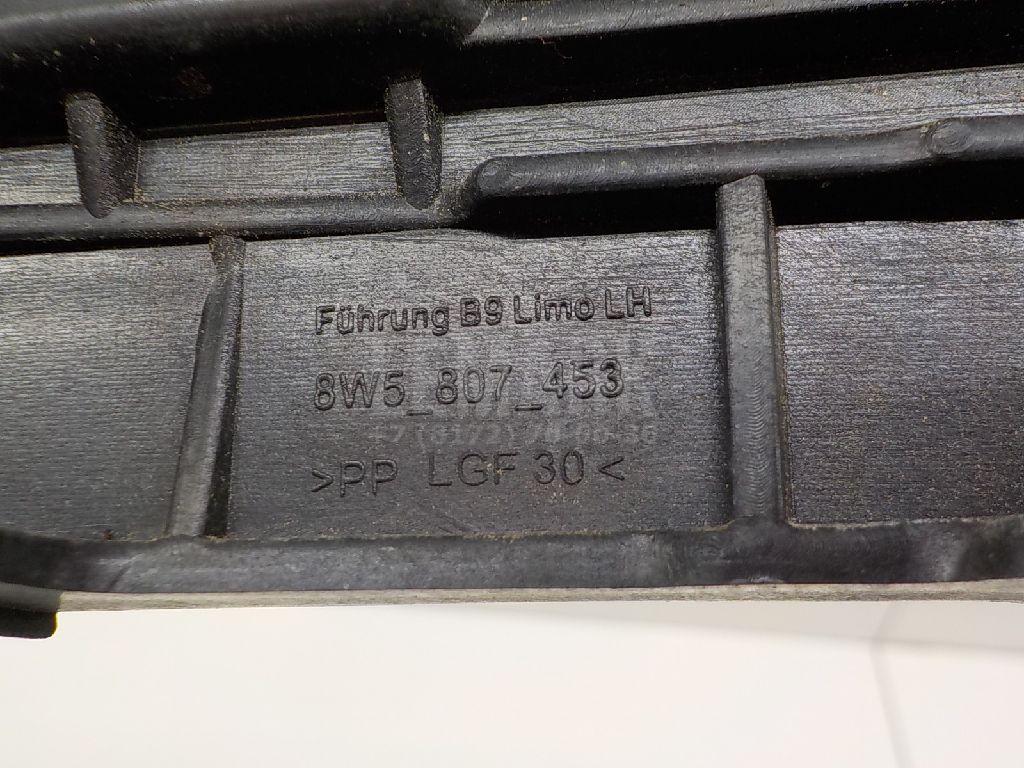 Führung B9 Limo LH
8W5_807_453
>PP LGF 30<